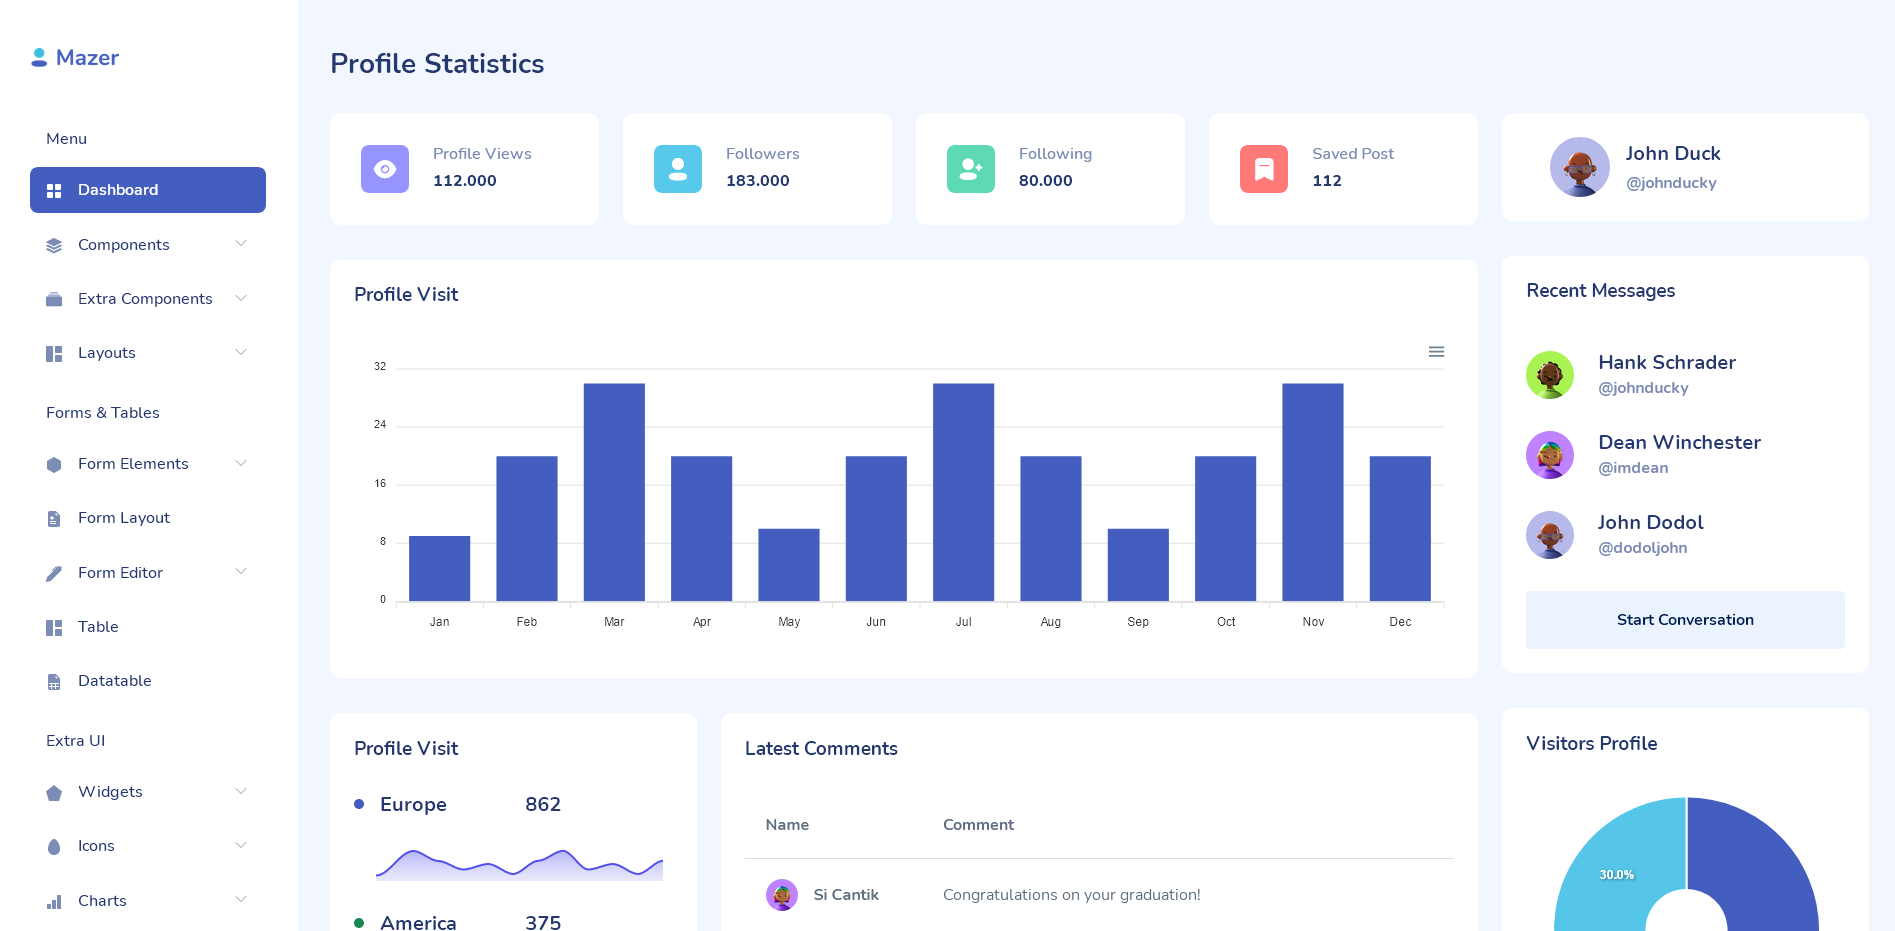 Mazer
Menu
Dashboard
Components
Extra Components
Layouts
Forms & Tables
Form Elements
Form Layout
Form Editor
Table
Datatable
Extra UI
Widgets
Icons
Charts
Profile Statistics
Profile Views
112.000
Followers
183.000
Following
80.000
Saved Post
112
John Duck
@johnducky
Profile Visit
32
24
16
8
0
Jan Feb Mar Apr May Jun Jul Aug Sep Oct Nov Dec
Recent Messages
Hank Schrader
@johnducky
Dean Winchester
@imdean
John Dodol
@dodoljohn
Start Conversation
Profile Visit
Europe 862
America 375
Latest Comments
Name Comment
Si Cantik Congratulations on your graduation!
Visitors Profile
30.0%